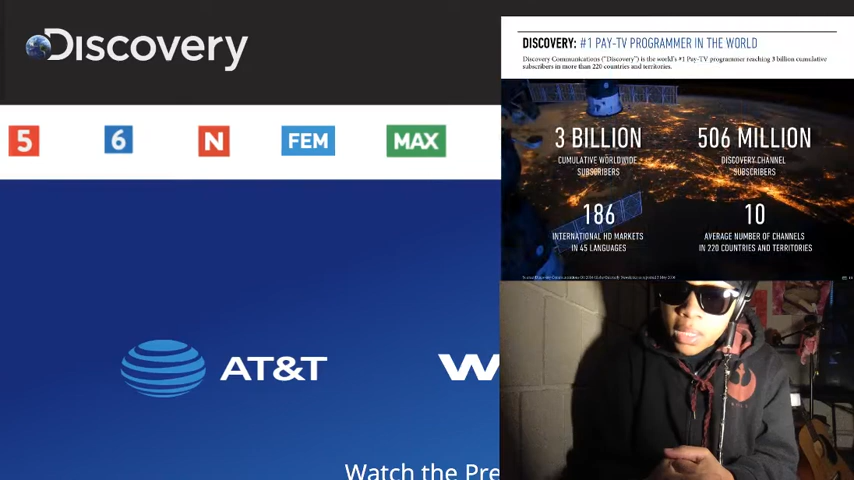 Discovery
5 6 N FEM MAX
AT&T W
Watch the Pre
DISCOVERY: #1 PAY-TV PROGRAMMER IN THE WORLD
Discovery Communications ("Discovery") is the world's #1 Pay-TV programmer reaching 3 billion cumulative
subscribers in more than 220 countries and territories.
3 BILLION
CUMULATIVE WORLDWIDE
SUBSCRIBERS
506 MILLION
DISCOVERY CHANNEL
SUBSCRIBERS
186
INTERNATIONAL HD MARKETS
IN 45 LANGUAGES
10
AVERAGE NUMBER OF CHANNELS
IN 220 COUNTRIES AND TERRITORIES